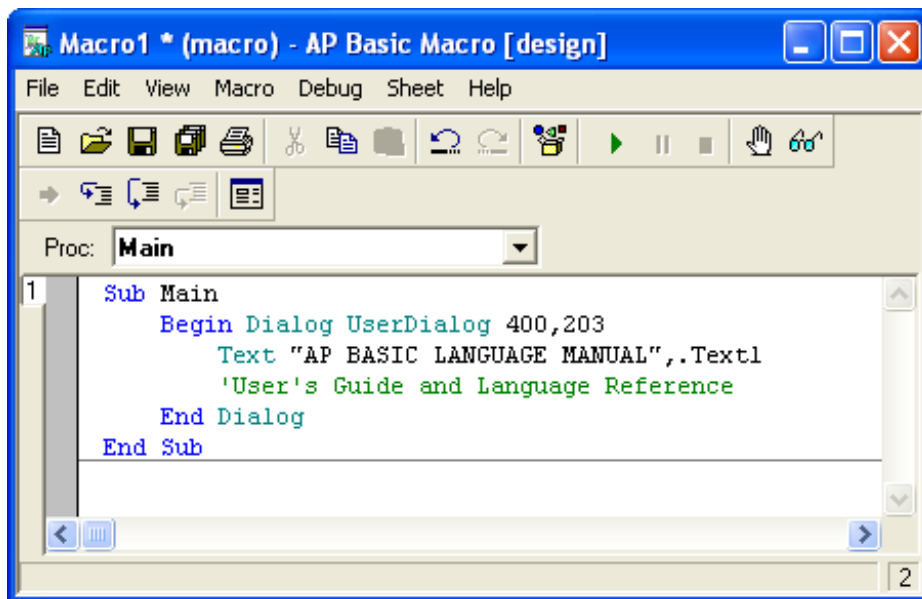 Macro1 * (macro) - AP Basic Macro [design]
File Edit View Macro Debug Sheet Help
Proc: Main
1
Sub Main
Begin Dialog UserDialog 400,203
Text "AP BASIC LANGUAGE MANUAL",.Text1
'User's Guide and Language Reference
End Dialog
End Sub
2